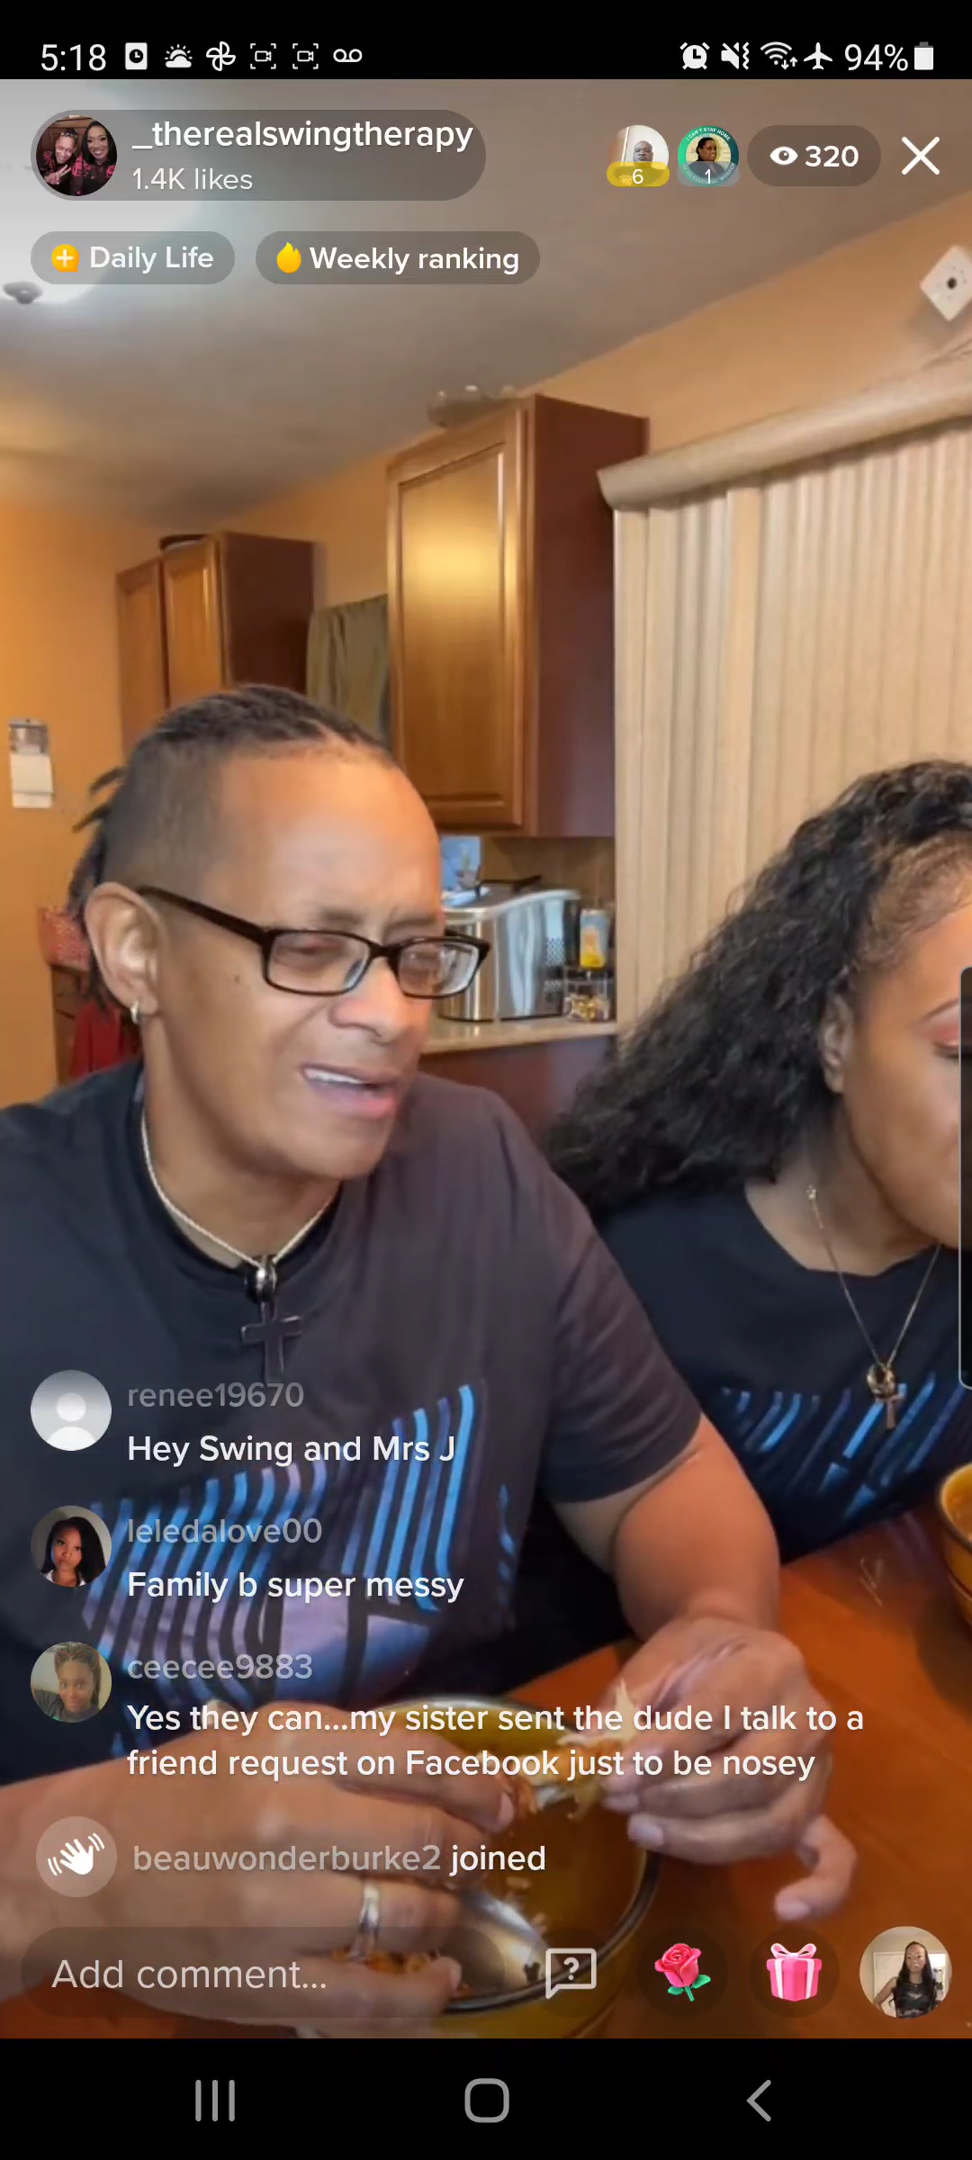 5:18
94%
_therealswingtherapy
1.4K likes
6
1
320
Daily Life
Weekly ranking
renee19670
Hey Swing and Mrs J
leledalove00
Family b super messy
ceecee9883
Yes they can...my sister sent the dude I talk to a
friend request on Facebook just to be nosey
beauwonderburke2 joined
Add comment...
?